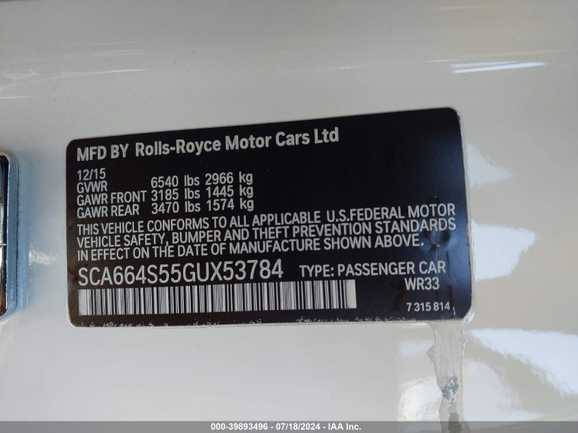 MFD BY Rolls-Royce Motor Cars Ltd
12/15
GVWR 6540 lbs 2966 kg
GAWR FRONT 3185 lbs 1445 kg
GAWR REAR 3470 lbs 1574 kg
THIS VEHICLE CONFORMS TO ALL APPLICABLE U.S.FEDERAL MOTOR
VEHICLE SAFETY, BUMPER AND THEFT PREVENTION STANDARDS
IN EFFECT ON THE DATE OF MANUFACTURE SHOWN ABOVE.
SCA664S55GUX53784 TYPE: PASSENGER CAR
WR33
7 315 814
000-39893496 - 07/18/2024 - IAA Inc.